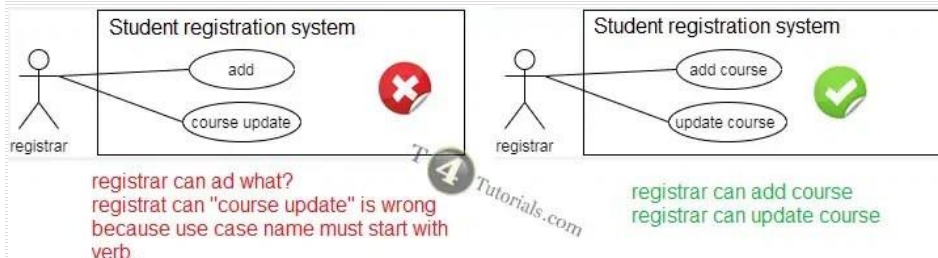 Student registration system
add
course update
registrar
registrar can ad what?
registrat can "course update" is wrong
because use case name must start with
verb
Student registration system
add course
update course
registrar
registrar can add course
registrar can update course
T 4 Tutorials.com